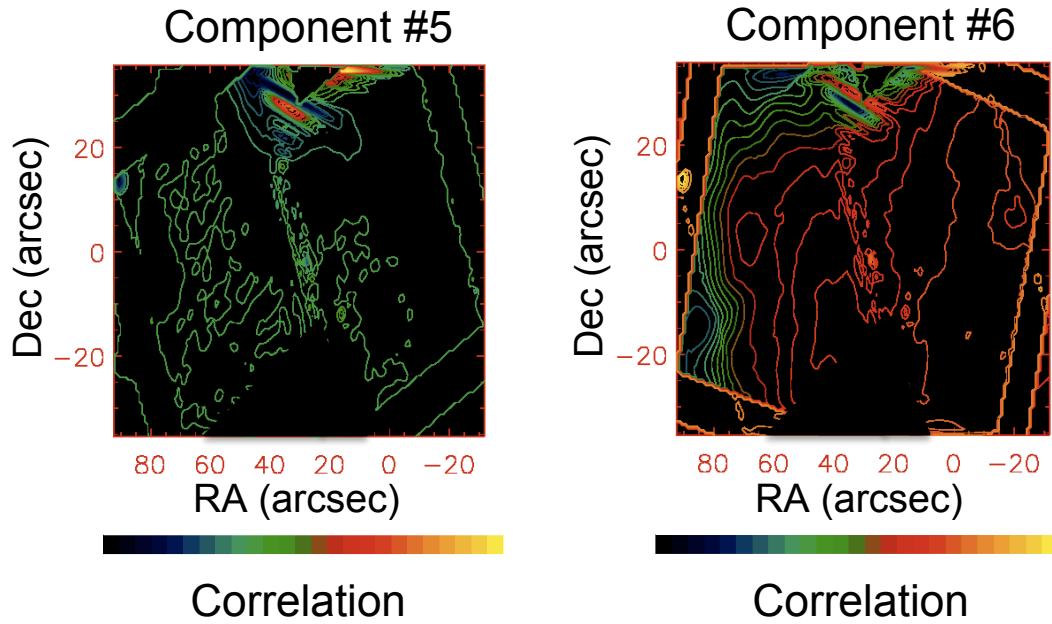 Component #5
Dec (arcsec)
20
0
−20
80 60 40 20 0 −20
RA (arcsec)
Correlation
Component #6
Dec (arcsec)
20
0
−20
80 60 40 20 0 −20
RA (arcsec)
Correlation